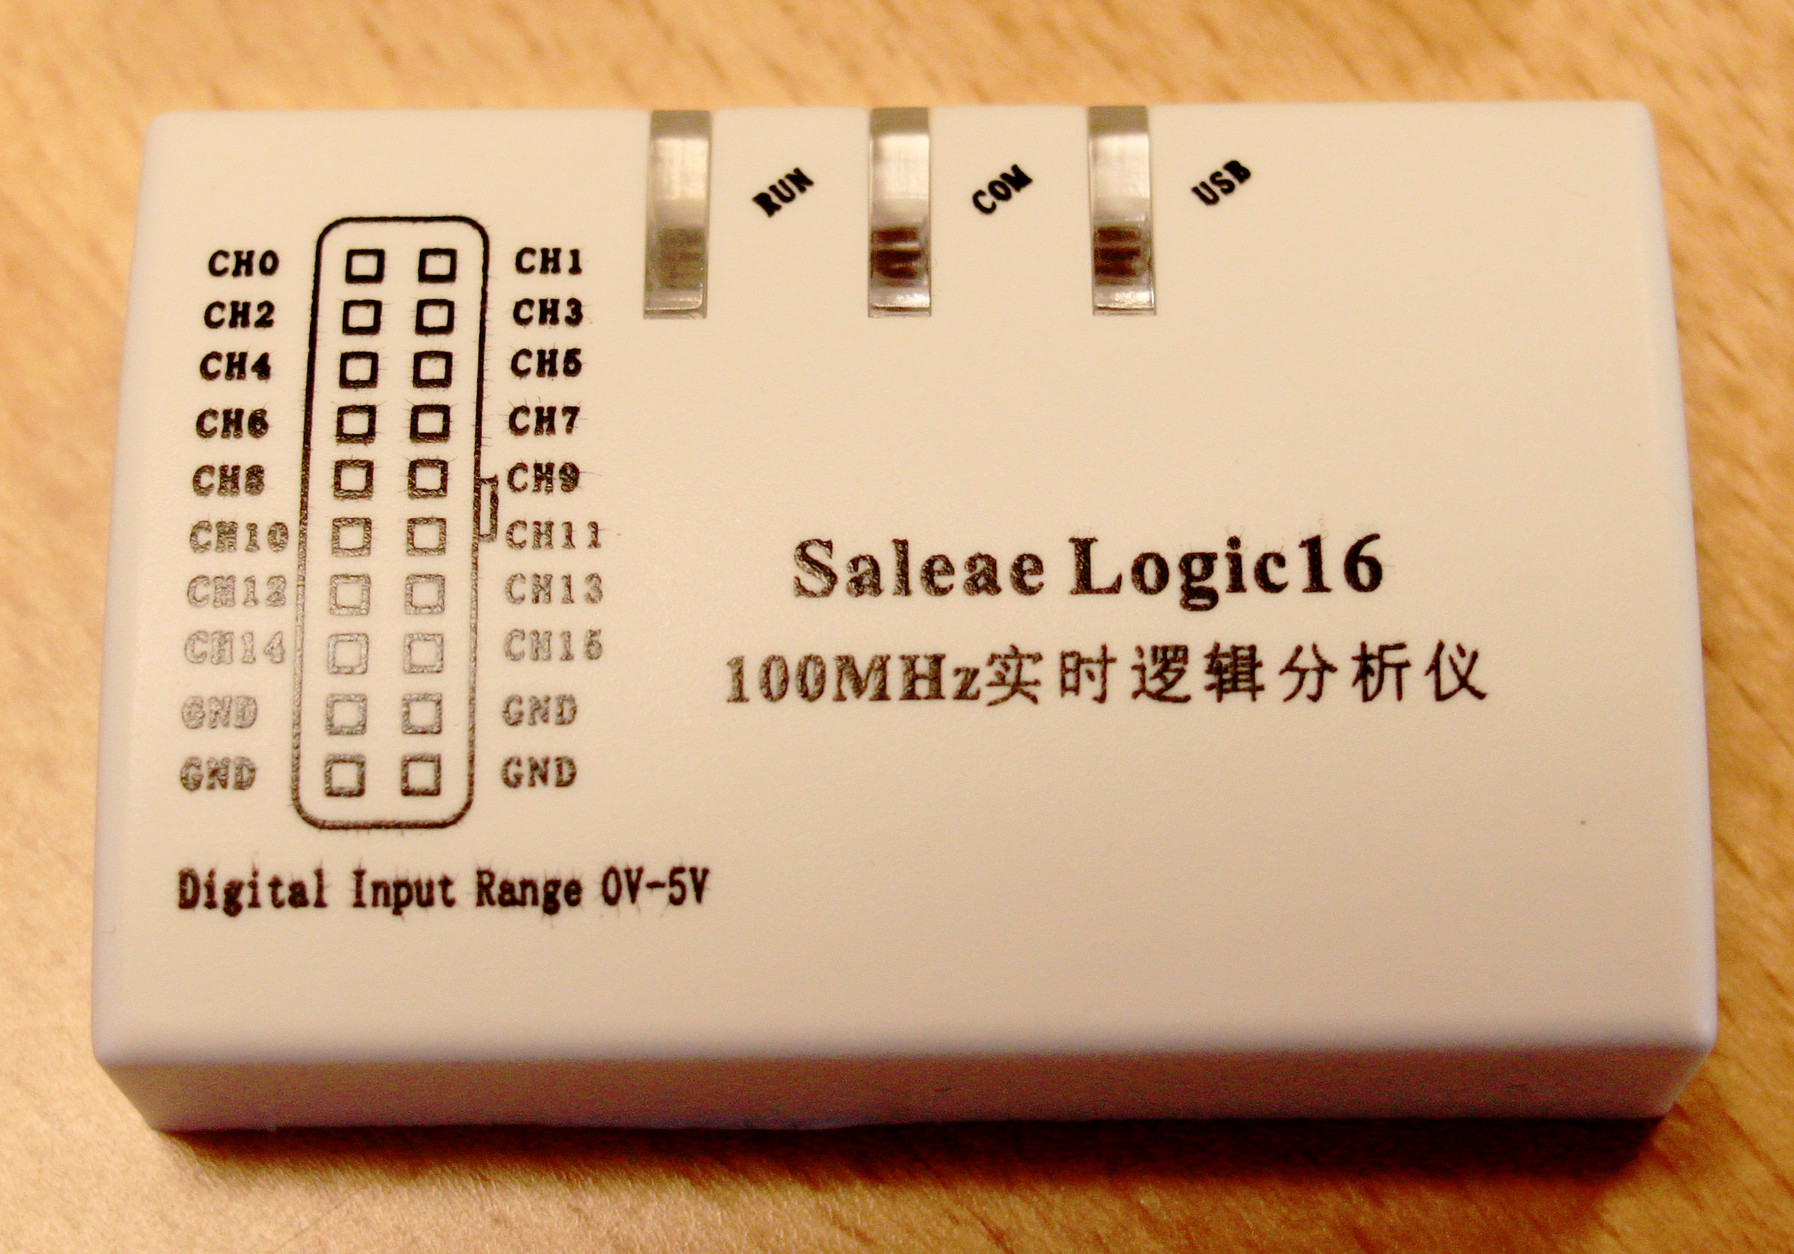 RUN COM USB
CH0 CH1
CH2 CH3
CH4 CH5
CH6 CH7
CH8 CH9
CH10 CH11
CH12 CH13
CH14 CH15
GND GND
GND GND
Digital Input Range 0V-5V
Saleae Logic16
100MHz实时逻辑分析仪